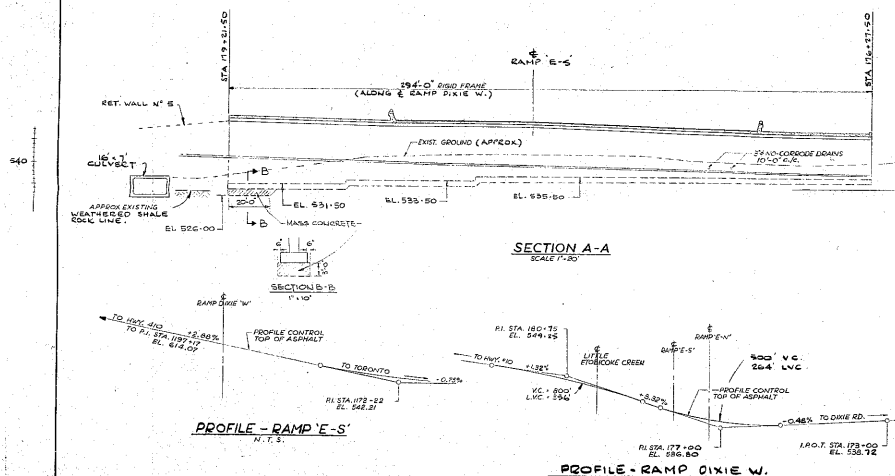 STA 179+21.50
STA 176+27.50
℄
RAMP 'E-S'
294'-0" RIGID FRAME
(ALONG ℄ RAMP DIXIE W.)
RET. WALL Nº 5
540
16' x 7'
CULVERT
EXIST. GROUND (APPROX.)
3"ø NO-CORRODE DRAINS
10'-0" C/C.
B
B
APPROX EXISTING
WEATHERED SHALE
ROCK LINE.
20'-0"
EL. 531.50
EL. 533.50
EL. 535.50
EL 526.00
MASS CONCRETE
6"
6"
3'-0"
SECTION B-B
1" = 10'
SECTION A-A
SCALE 1"=20'
℄
RAMP DIXIE 'W'
TO HWY. 410
TO P.I. STA. 1197+17
EL. 614.07
+2.88%
PROFILE CONTROL
TOP OF ASPHALT
TO TORONTO
-0.75%
P.I. STA. 1172+22
EL. 542.21
PROFILE - RAMP 'E-S'
N.T.S.
P.I. STA. 180+75
EL. 549.25
TO HWY. 410
+1.32%
V.C. = 800'
℄
LITTLE
ETOBICOKE CREEK
℄
RAMP 'E-S'
℄
RAMP 'E-N'
+3.32%
500' V.C.
264' LVC.
PROFILE CONTROL
TOP OF ASPHALT
-0.48%
TO DIXIE RD.
P.I. STA. 177+00
EL. 536.80
I.P.O.T. STA. 173+00
EL. 538.72
PROFILE - RAMP DIXIE W.